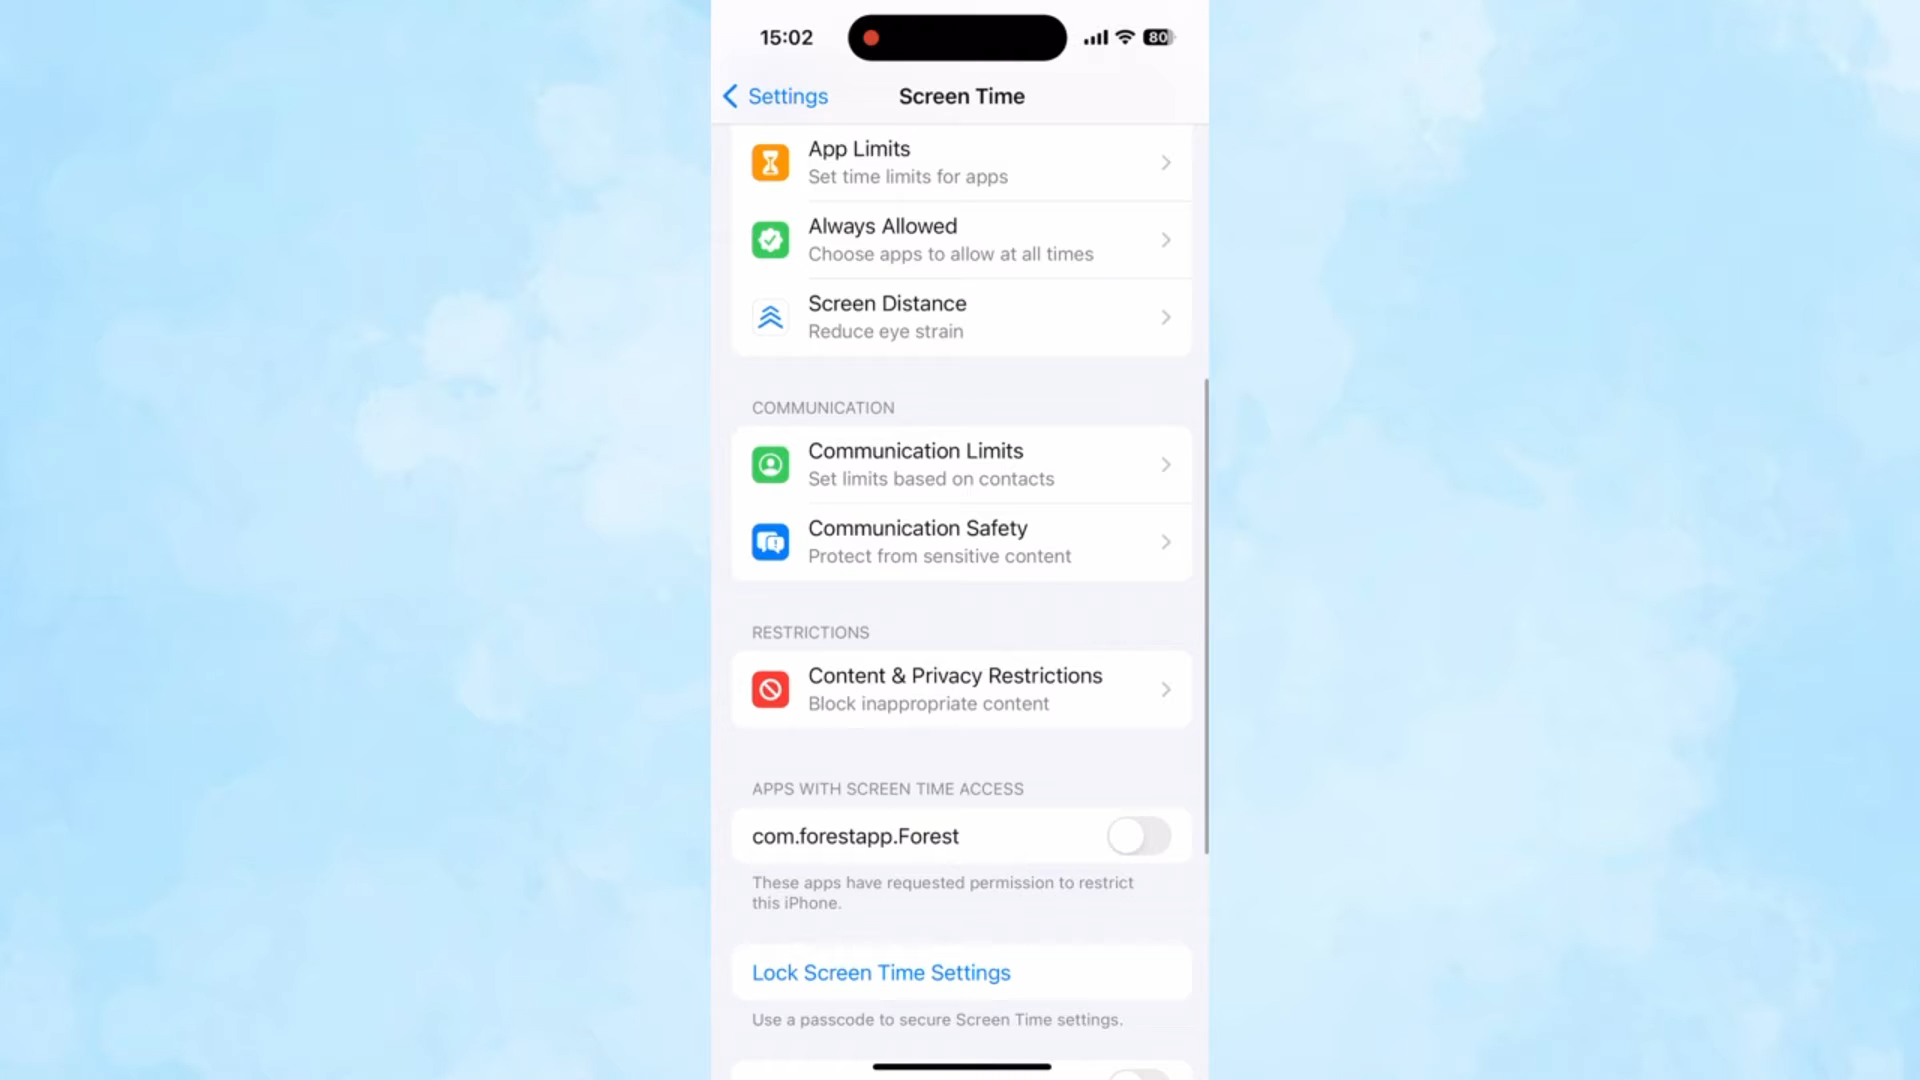 15:02
80
Settings
Screen Time
App Limits
Set time limits for apps
Always Allowed
Choose apps to allow at all times
Screen Distance
Reduce eye strain
COMMUNICATION
Communication Limits
Set limits based on contacts
Communication Safety
Protect from sensitive content
RESTRICTIONS
Content & Privacy Restrictions
Block inappropriate content
APPS WITH SCREEN TIME ACCESS
com.forestapp.Forest
These apps have requested permission to restrict
this iPhone.
Lock Screen Time Settings
Use a passcode to secure Screen Time settings.